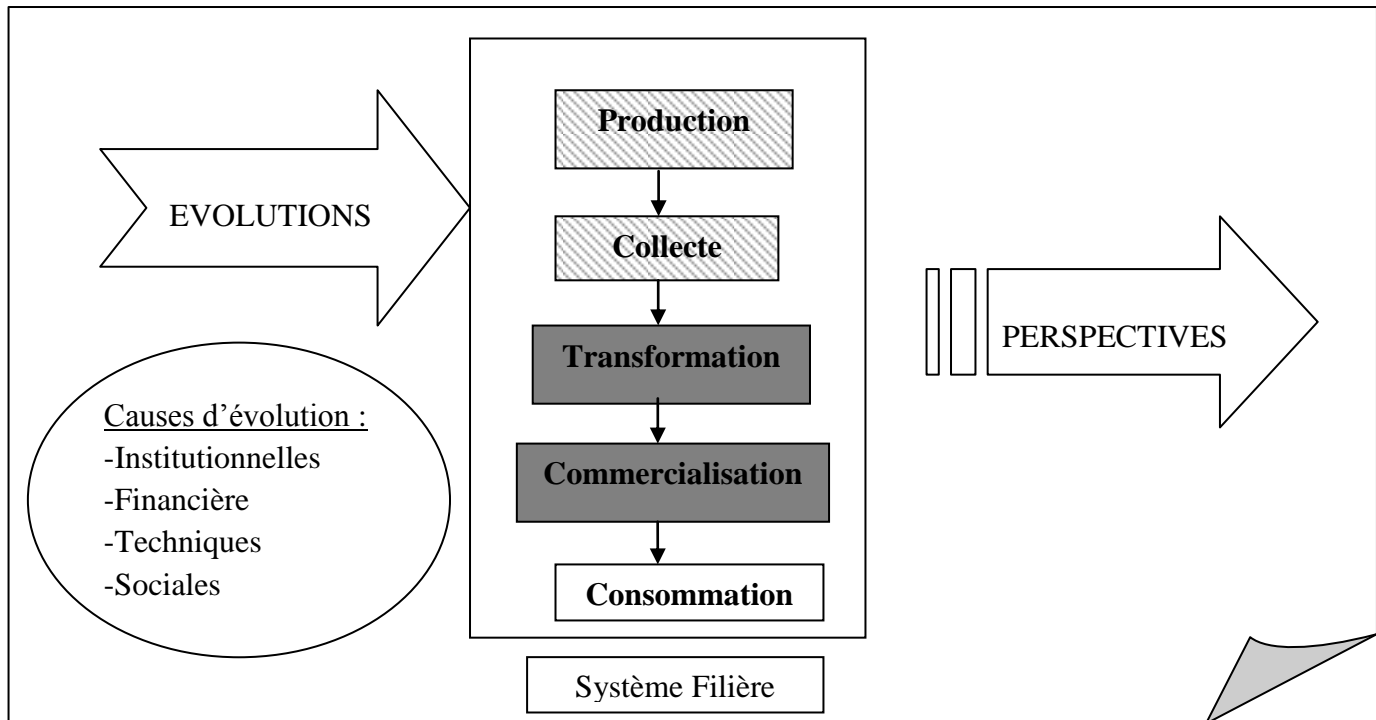 EVOLUTIONS
Causes d’évolution :
-Institutionnelles
-Financière
-Techniques
-Sociales
Production
Collecte
Transformation
Commercialisation
Consommation
Système Filière
PERSPECTIVES